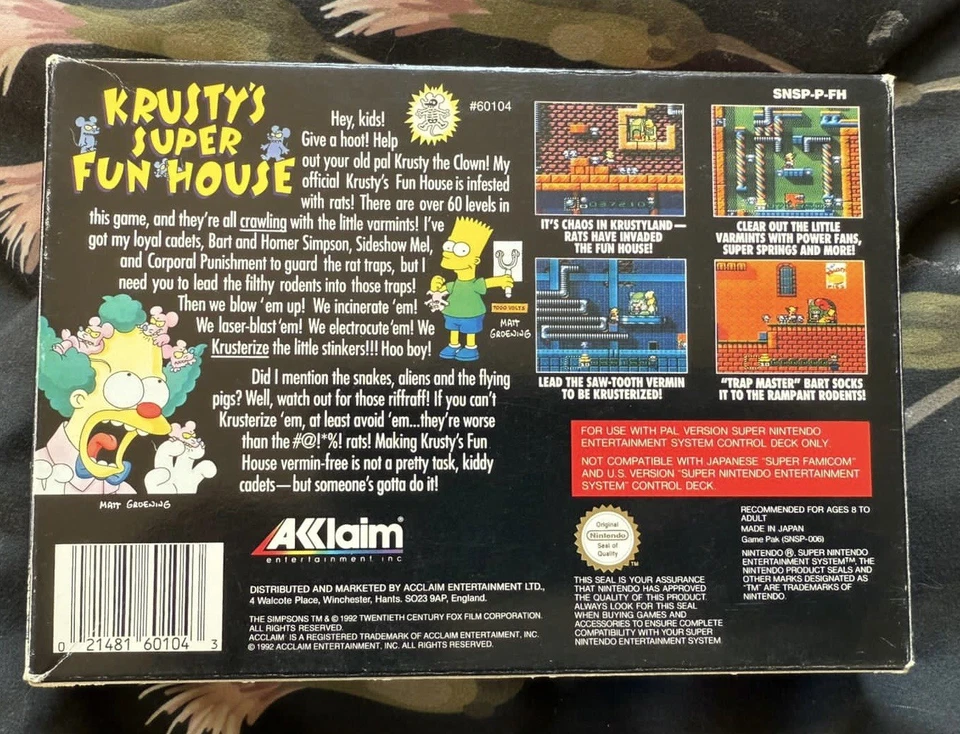 KRUSTY'S
SUPER
FUN HOUSE
Hey, kids!
Give a hoot! Help
out your old pal Krusty the Clown! My
official Krusty's Fun House is infested
with rats! There are over 60 levels in
this game, and they're all crawling with the little varmints! I've
got my loyal cadets, Bart and Homer Simpson, Sideshow Mel,
and Corporal Punishment to guard the rat traps, but I
need you to lead the filthy rodents into those traps!
Then we blow 'em up! We incinerate 'em!
We laser-blast 'em! We electrocute 'em! We
Krusterize the little stinkers!!! Hoo boy!
Did I mention the snakes, aliens and the flying
pigs? Well, watch out for those riffraff! If you can't
Krusterize 'em, at least avoid 'em...they're worse
than the #@!*%! rats! Making Krusty's Fun
House vermin-free is not a pretty task, kiddy
cadets—but someone's gotta do it!
#60104
1000 VOLTS
MATT
GROENING
MATT GROENING
SNSP-P-FH
IT'S CHAOS IN KRUSTYLAND—
RATS HAVE INVADED
THE FUN HOUSE!
CLEAR OUT THE LITTLE
VARMINTS WITH POWER FANS,
SUPER SPRINGS AND MORE!
LEAD THE SAW-TOOTH VERMIN
TO BE KRUSTERIZED!
"TRAP MASTER" BART SOCKS
IT TO THE RAMPANT RODENTS!
FOR USE WITH PAL VERSION SUPER NINTENDO
ENTERTAINMENT SYSTEM CONTROL DECK ONLY.
NOT COMPATIBLE WITH JAPANESE "SUPER FAMICOM"
AND U.S. VERSION "SUPER NINTENDO ENTERTAINMENT
SYSTEM" CONTROL DECK.
0 21481 60104 3
AKKlaim®
entertainment inc
DISTRIBUTED AND MARKETED BY ACCLAIM ENTERTAINMENT LTD.,
4 Walcote Place, Winchester, Hants. SO23 9AP, England.
THE SIMPSONS TM & © 1992 TWENTIETH CENTURY FOX FILM CORPORATION.
ALL RIGHTS RESERVED.
ACCLAIM IS A REGISTERED TRADEMARK OF ACCLAIM ENTERTAIMENT, INC.
© 1992 ACCLAIM ENTERTAINMENT, INC. ALL RIGHTS RESERVED.
Original
Nintendo
Seal of
Quality
TM
THIS SEAL IS YOUR ASSURANCE
THAT NINTENDO HAS APPROVED
THE QUALITY OF THIS PRODUCT.
ALWAYS LOOK FOR THIS SEAL
WHEN BUYING GAMES AND
ACCESSORIES TO ENSURE COMPLETE
COMPATIBILITY WITH YOUR SUPER
NINTENDO ENTERTAINMENT SYSTEM
RECOMMENDED FOR AGES 8 TO
ADULT
MADE IN JAPAN
Game Pak (SNSP-006)
NINTENDO ®, SUPER NINTENDO
ENTERTAINMENT SYSTEM™, THE
NINTENDO PRODUCT SEALS AND
OTHER MARKS DESIGNATED AS
"TM" ARE TRADEMARKS OF
NINTENDO.